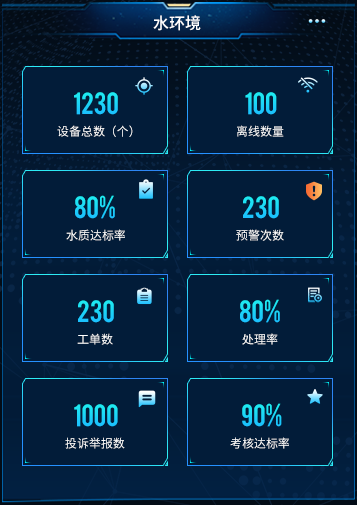 水环境
1230
设备总数（个）
100
离线数量
80%
水质达标率
230
预警次数
230
工单数
80%
处理率
1000
投诉举报数
90%
考核达标率